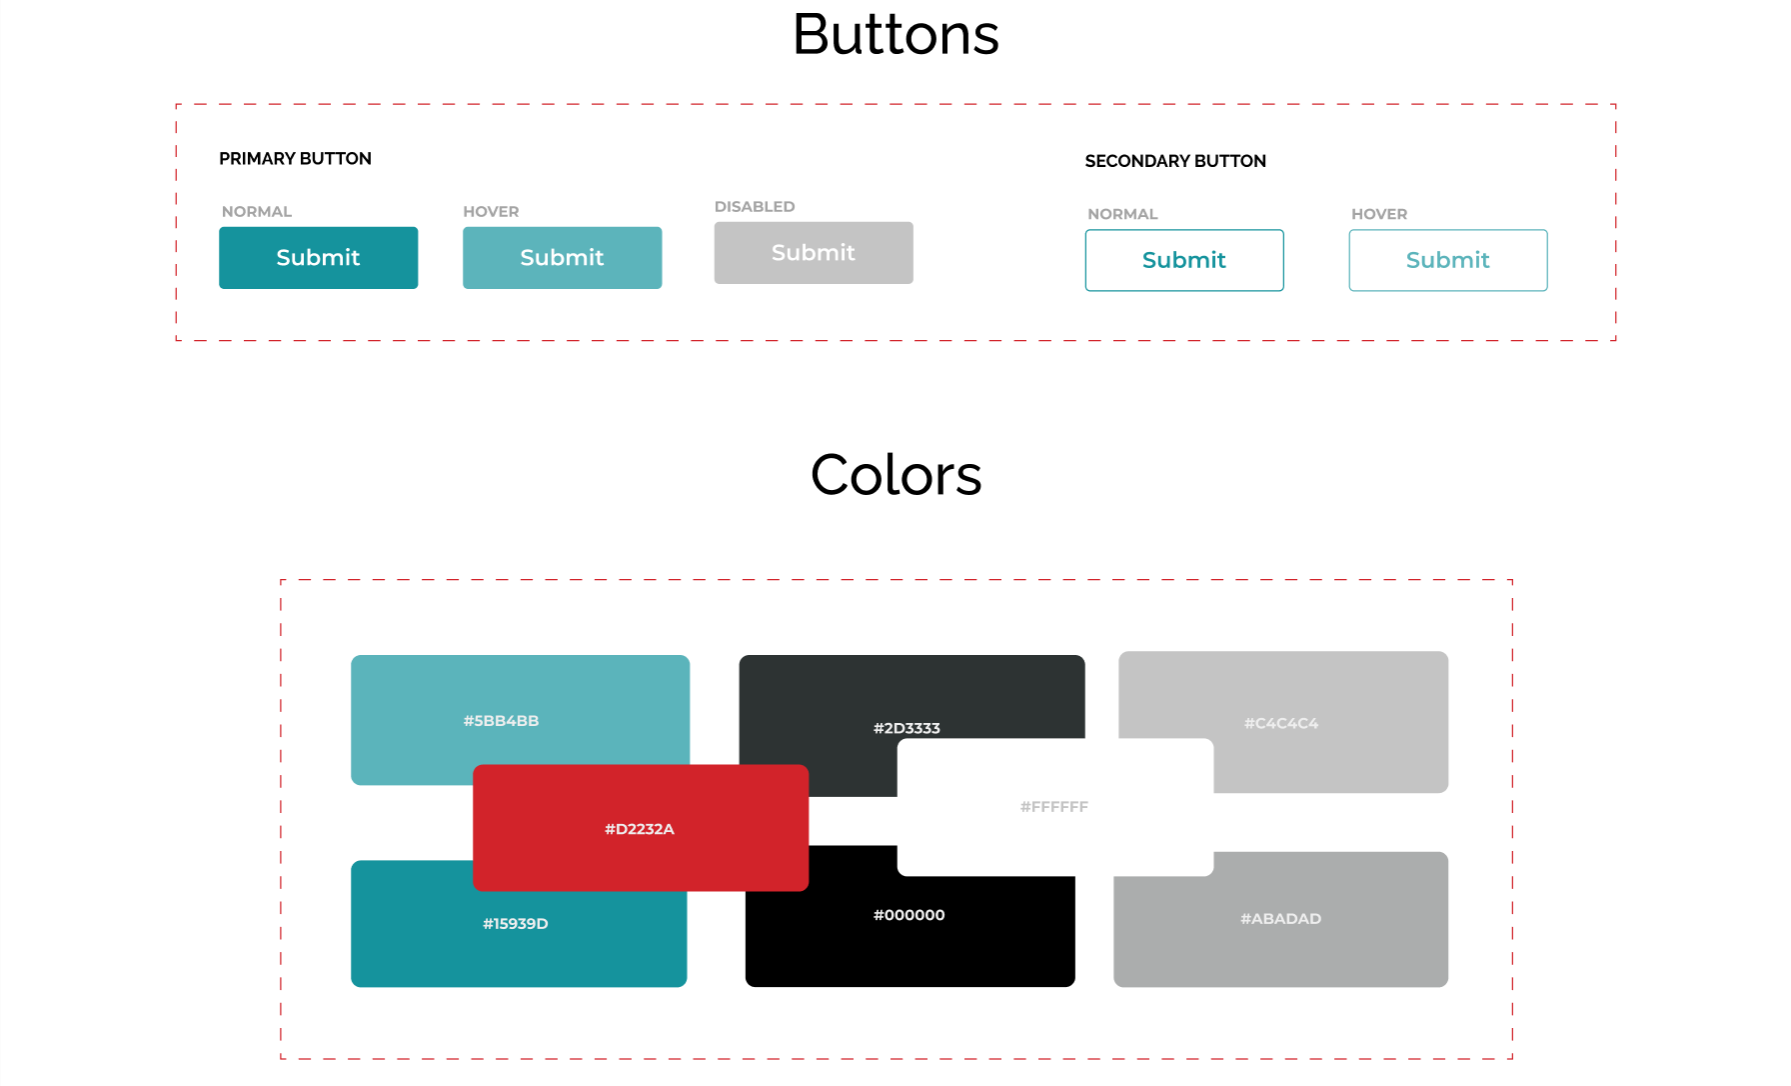 Buttons
PRIMARY BUTTON
NORMAL
Submit
HOVER
Submit
DISABLED
Submit
SECONDARY BUTTON
NORMAL
Submit
HOVER
Submit
Colors
#5BB4BB
#2D3333
#C4C4C4
#D2232A
#FFFFFF
#15939D
#000000
#ABADAD